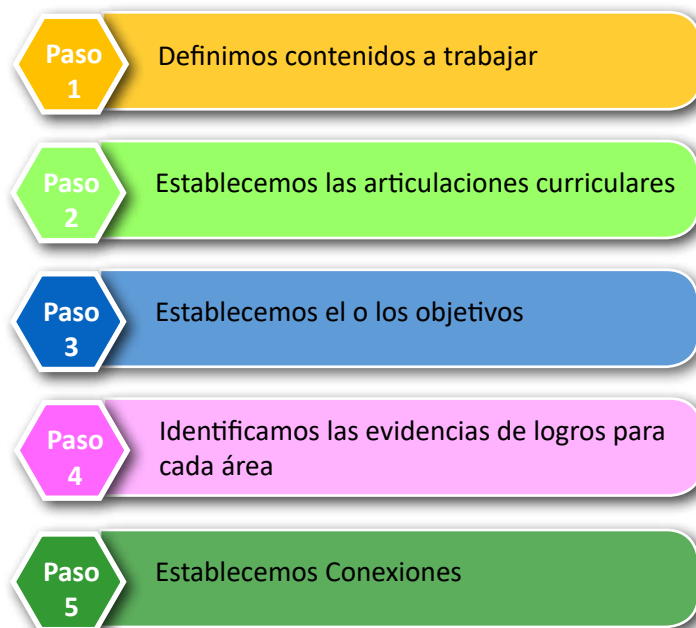 Paso
1
Definimos contenidos a trabajar
Paso
2
Establecemos las articulaciones curriculares
Paso
3
Establecemos el o los objetivos
Paso
4
Identificamos las evidencias de logros para
cada área
Paso
5
Establecemos Conexiones